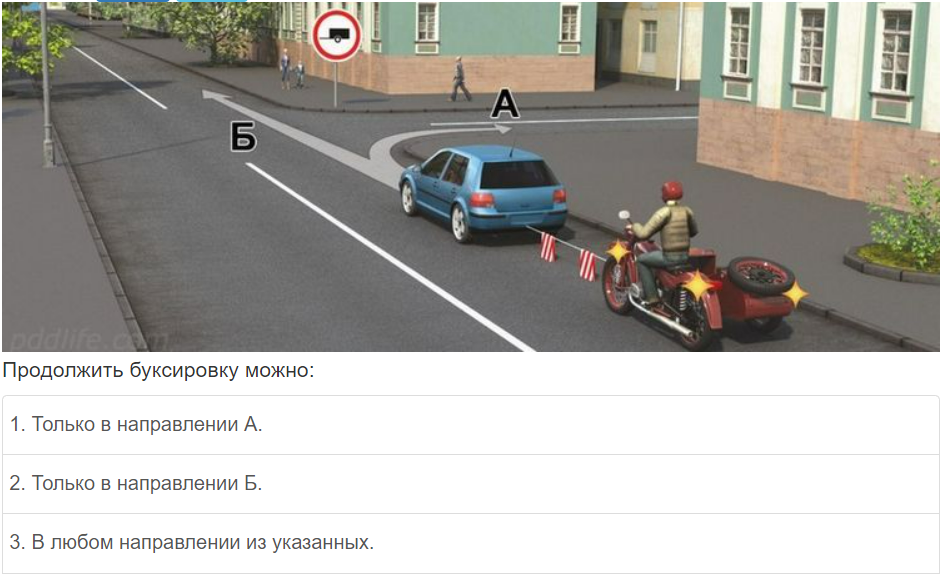 А
Б
pddlife.com
Продолжить буксировку можно:
1. Только в направлении А.
2. Только в направлении Б.
3. В любом направлении из указанных.